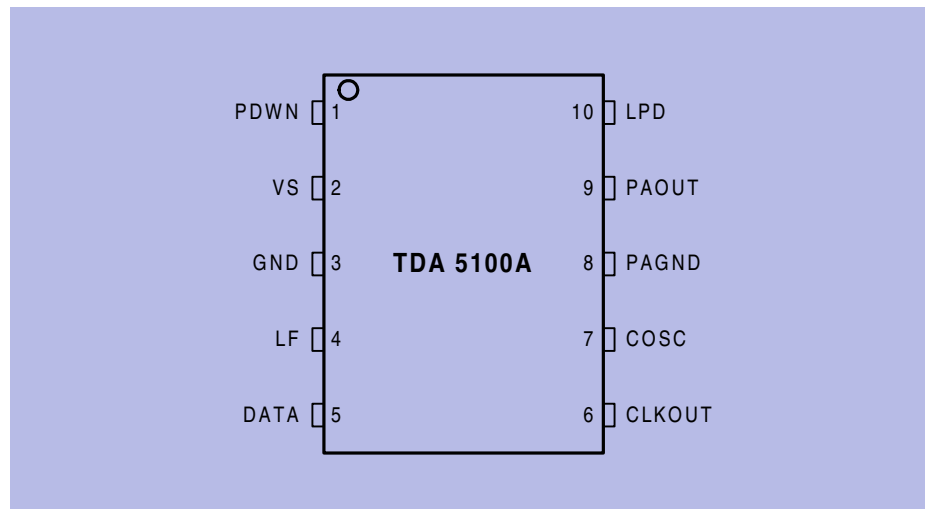 PDWN 1 10 LPD
VS 2 9 PAOUT
GND 3 TDA 5100A 8 PAGND
LF 4 7 COSC
DATA 5 6 CLKOUT